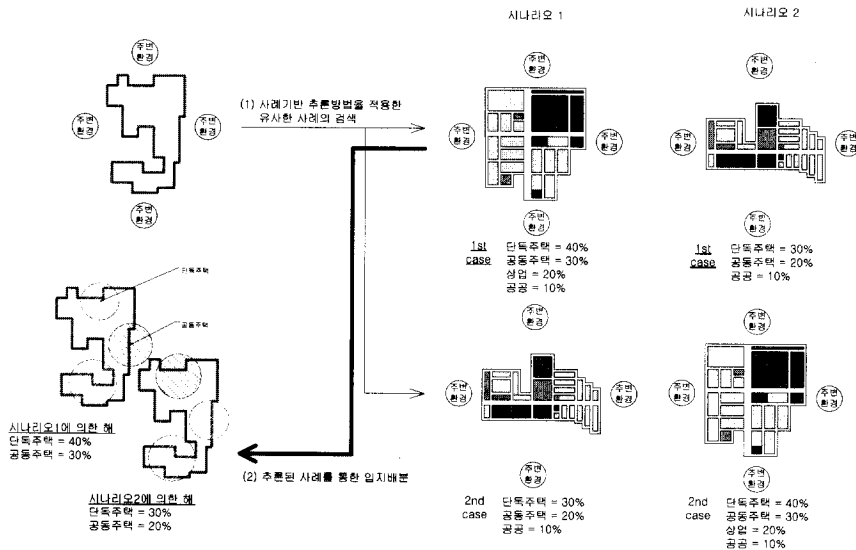 시나리오 1
시나리오 2
주변
환경
주변
환경
주변
환경
주변
환경
(1) 사례기반 추론방법을 적용한
유사한 사례의 검색
주변
환경
주변
환경
주변
환경
주변
환경
주변
환경
주변
환경
주변
환경
주변
환경
1st
case
단독주택 = 40%
공동주택 = 30%
상업 = 20%
공공 = 10%
1st
case
단독주택 = 30%
공동주택 = 20%
공공 = 10%
단독주택
공동주택
시나리오1에 의한 해
단독주택 = 40%
공동주택 = 30%
시나리오2에 의한 해
단독주택 = 30%
공동주택 = 20%
(2) 추론된 사례를 통한 입지배분
주변
환경
주변
환경
주변
환경
주변
환경
주변
환경
주변
환경
주변
환경
주변
환경
2nd
case
단독주택 = 30%
공동주택 = 20%
공공 = 10%
2nd
case
단독주택 = 40%
공동주택 = 30%
상업 = 20%
공공 = 10%